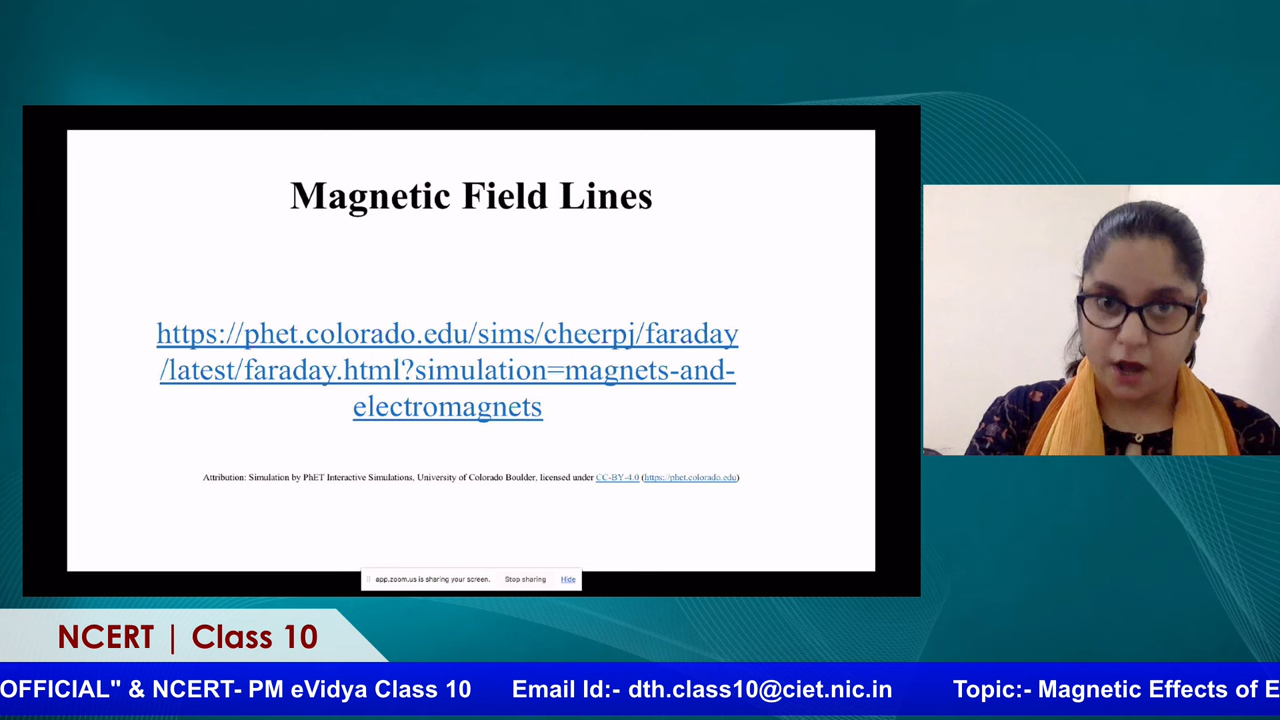 Magnetic Field Lines
https://phet.colorado.edu/sims/cheerpj/faraday
/latest/faraday.html?simulation=magnets-and-
electromagnets
Attribution: Simulation by PhET Interactive Simulations, University of Colorado Boulder, licensed under CC-BY-4.0 (https://phet.colorado.edu)
app.zoom.us is sharing your screen. Stop sharing Hide
NCERT | Class 10
OFFICIAL" & NCERT- PM eVidya Class 10 Email Id:- dth.class10@ciet.nic.in Topic:- Magnetic Effects of E